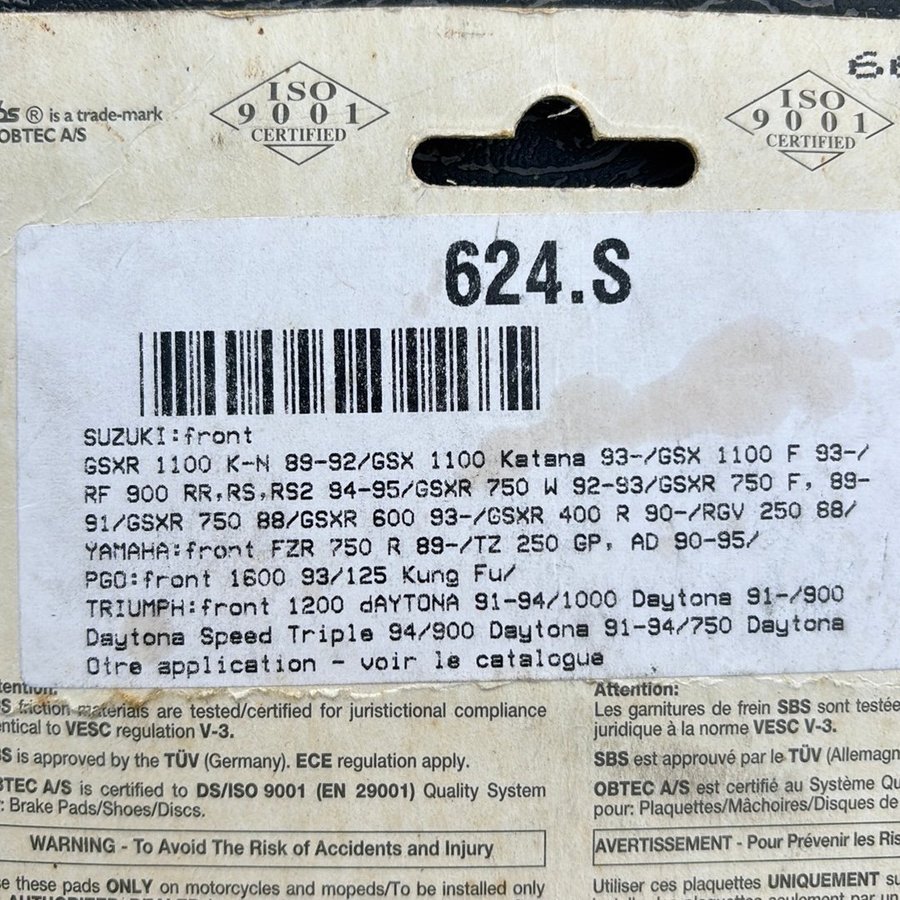 ® is a trade-mark
OBTEC A/S
ISO
9001
CERTIFIED
ISO
9001
CERTIFIED
624.S
SUZUKI:front
GSXR 1100 K-N 89-92/GSX 1100 Katana 93-/GSX 1100 F 93-/
RF 900 RR,RS,RS2 94-95/GSXR 750 W 92-93/GSXR 750 F, 89-
91/GSXR 750 88/GSXR 600 93-/GSXR 400 R 90-/RGV 250 88/
YAMAHA:front FZR 750 R 89-/TZ 250 GP, AD 90-95/
PGO:front 1600 93/125 Kung Fu/
TRIUMPH:front 1200 dAYTONA 91-94/1000 Daytona 91-/900
Daytona Speed Triple 94/900 Daytona 91-94/750 Daytona
Otre application - voir le catalogue
friction materials are tested/certified for juristictional compliance
to VESC regulation V-3.
is approved by the TÜV (Germany). ECE regulation apply.
A/S is certified to DS/ISO 9001 (EN 29001) Quality System
Brake Pads/Shoes/Discs.
WARNING - To Avoid The Risk of Accidents and Injury
these pads ONLY on motorcycles and mopeds/To be installed only
Attention:
Les garnitures de frein SBS sont testée
juridique à la norme VESC V-3.
SBS est approuvé par le TÜV (Allemagn
OBTEC A/S est certifié au Système Qu
pour: Plaquettes/Mâchoires/Disques de
AVERTISSEMENT - Pour Prévenir les Ris
Utiliser ces plaquettes UNIQUEMENT su